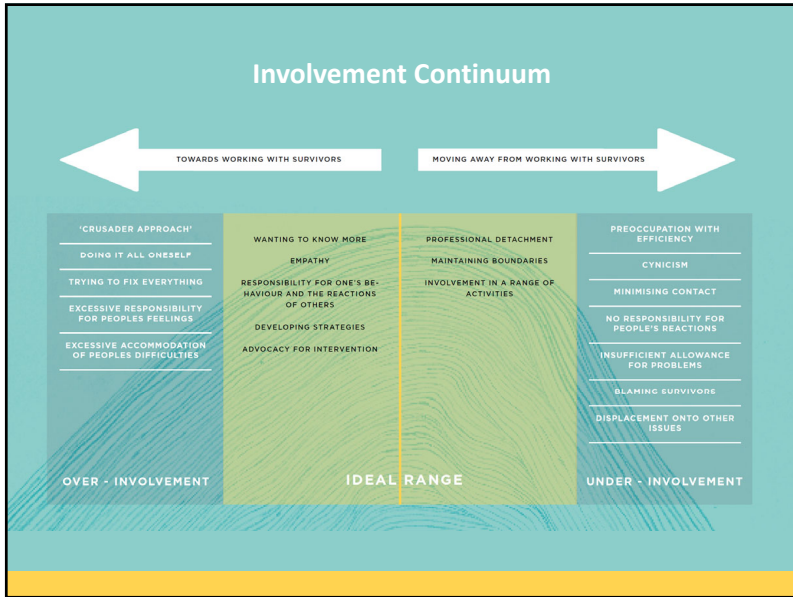 Involvement Continuum
TOWARDS WORKING WITH SURVIVORS
MOVING AWAY FROM WORKING WITH SURVIVORS
'CRUSADER APPROACH'
DOING IT ALL ONESELF
TRYING TO FIX EVERYTHING
EXCESSIVE RESPONSIBILITY
FOR PEOPLES FEELINGS
EXCESSIVE ACCOMMODATION
OF PEOPLES DIFFICULTIES
OVER - INVOLVEMENT
WANTING TO KNOW MORE
EMPATHY
RESPONSIBILITY FOR ONE'S BE-
HAVIOUR AND THE REACTIONS
OF OTHERS
DEVELOPING STRATEGIES
ADVOCACY FOR INTERVENTION
PROFESSIONAL DETACHMENT
MAINTAINING BOUNDARIES
INVOLVEMENT IN A RANGE OF
ACTIVITIES
IDEAL RANGE
PREOCCUPATION WITH
EFFICIENCY
CYNICISM
MINIMISING CONTACT
NO RESPONSIBILITY FOR
PEOPLE'S REACTIONS
INSUFFICIENT ALLOWANCE
FOR PROBLEMS
BLAMING SURVIVORS
DISPLACEMENT ONTO OTHER
ISSUES
UNDER - INVOLVEMENT